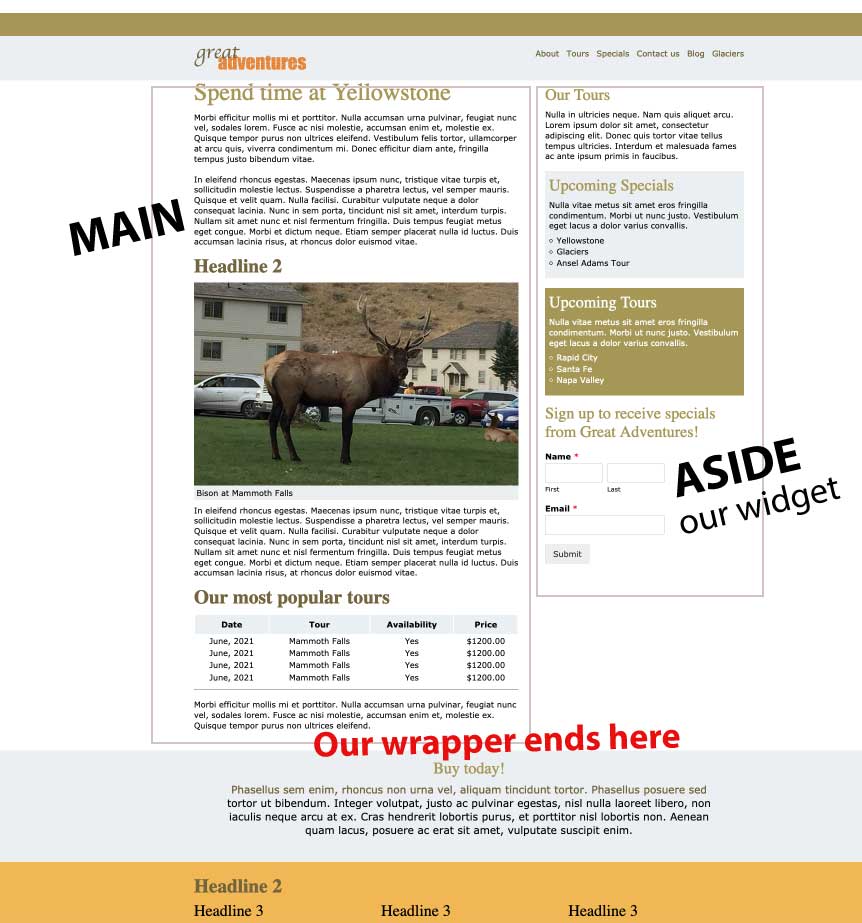 great
adventures
About Tours Specials Contact us Blog Glaciers
Spend time at Yellowstone
Morbi efficitur mollis mi et porttitor. Nulla accumsan urna pulvinar, feugiat nunc
vel, sodales lorem. Fusce ac nisi molestie, accumsan enim et, molestie ex.
Quisque tempor purus non ultrices eleifend. Vestibulum felis tortor, ullamcorper
at arcu quis, viverra condimentum mi. Donec efficitur diam ante, fringilla
tempus justo bibendum vitae.
In eleifend rhoncus egestas. Maecenas ipsum nunc, tristique vitae turpis et,
sollicitudin molestie lectus. Suspendisse a pharetra lectus, vel semper mauris.
Quisque et velit quam. Nulla facilisi. Curabitur vulputate neque a dolor
consequat lacinia. Nunc in sem porta, tincidunt nisl sit amet, interdum turpis.
Nullam sit amet nunc et nisl fermentum fringilla. Duis tempus feugiat metus
eget congue. Morbi et dictum neque. Etiam semper placerat nulla id luctus. Duis
accumsan lacinia risus, at rhoncus dolor euismod vitae.
MAIN
Headline 2
Bison at Mammoth Falls
In eleifend rhoncus egestas. Maecenas ipsum nunc, tristique vitae turpis et,
sollicitudin molestie lectus. Suspendisse a pharetra lectus, vel semper mauris.
Quisque et velit quam. Nulla facilisi. Curabitur vulputate neque a dolor
consequat lacinia. Nunc in sem porta, tincidunt nisl sit amet, interdum turpis.
Nullam sit amet nunc et nisl fermentum fringilla. Duis tempus feugiat metus
eget congue. Morbi et dictum neque. Etiam semper placerat nulla id luctus. Duis
accumsan lacinia risus, at rhoncus dolor euismod vitae.
Our most popular tours
Date Tour Availability Price
June, 2021 Mammoth Falls Yes $1200.00
June, 2021 Mammoth Falls Yes $1200.00
June, 2021 Mammoth Falls Yes $1200.00
June, 2021 Mammoth Falls Yes $1200.00
Morbi efficitur mollis mi et porttitor. Nulla accumsan urna pulvinar, feugiat nunc
vel, sodales lorem. Fusce ac nisi molestie, accumsan enim et, molestie ex.
Quisque tempor purus non ultrices eleifend.
Our Tours
Nulla in ultricies neque. Nam quis aliquet arcu.
Lorem ipsum dolor sit amet, consectetur
adipiscing elit. Donec quis tortor vitae tellus
tempus ultricies. Interdum et malesuada fames
ac ante ipsum primis in faucibus.
Upcoming Specials
Nulla vitae metus sit amet eros fringilla
condimentum. Morbi ut nunc justo. Vestibulum
eget lacus a dolor varius convallis.
Yellowstone
Glaciers
Ansel Adams Tour
Upcoming Tours
Nulla vitae metus sit amet eros fringilla
condimentum. Morbi ut nunc justo. Vestibulum
eget lacus a dolor varius convallis.
Rapid City
Santa Fe
Napa Valley
Sign up to receive specials
from Great Adventures!
Name *
First Last
Email *
Submit
ASIDE
our widget
Our wrapper ends here
Buy today!
Phasellus sem enim, rhoncus non urna vel, aliquam tincidunt tortor. Phasellus posuere sed
tortor ut bibendum. Integer volutpat, justo ac pulvinar egestas, nisl nulla laoreet libero, non
iaculis neque arcu at ex. Cras hendrerit lobortis purus, et porttitor nisl lobortis non. Aenean
quam lacus, posuere ac erat sit amet, vulputate suscipit enim.
Headline 2
Headline 3 Headline 3 Headline 3